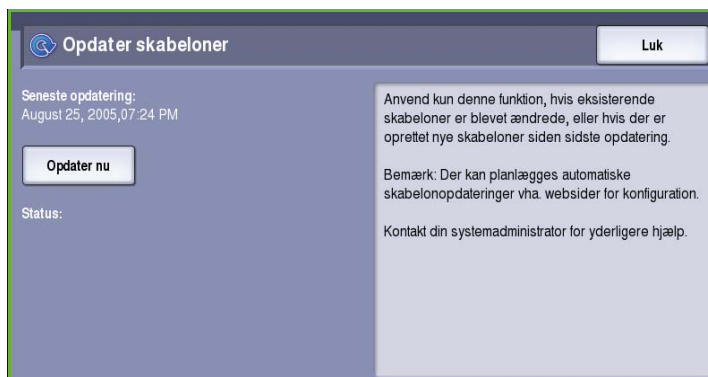 Opdater skabeloner
Luk
Seneste opdatering:
August 25, 2005,07:24 PM
Opdater nu
Status:
Anvend kun denne funktion, hvis eksisterende
skabeloner er blevet ændrede, eller hvis der er
oprettet nye skabeloner siden sidste opdatering.
Bemærk: Der kan planlægges automatiske
skabelonopdateringer vha. websider for konfiguration.
Kontakt din systemadministrator for yderligere hjælp.